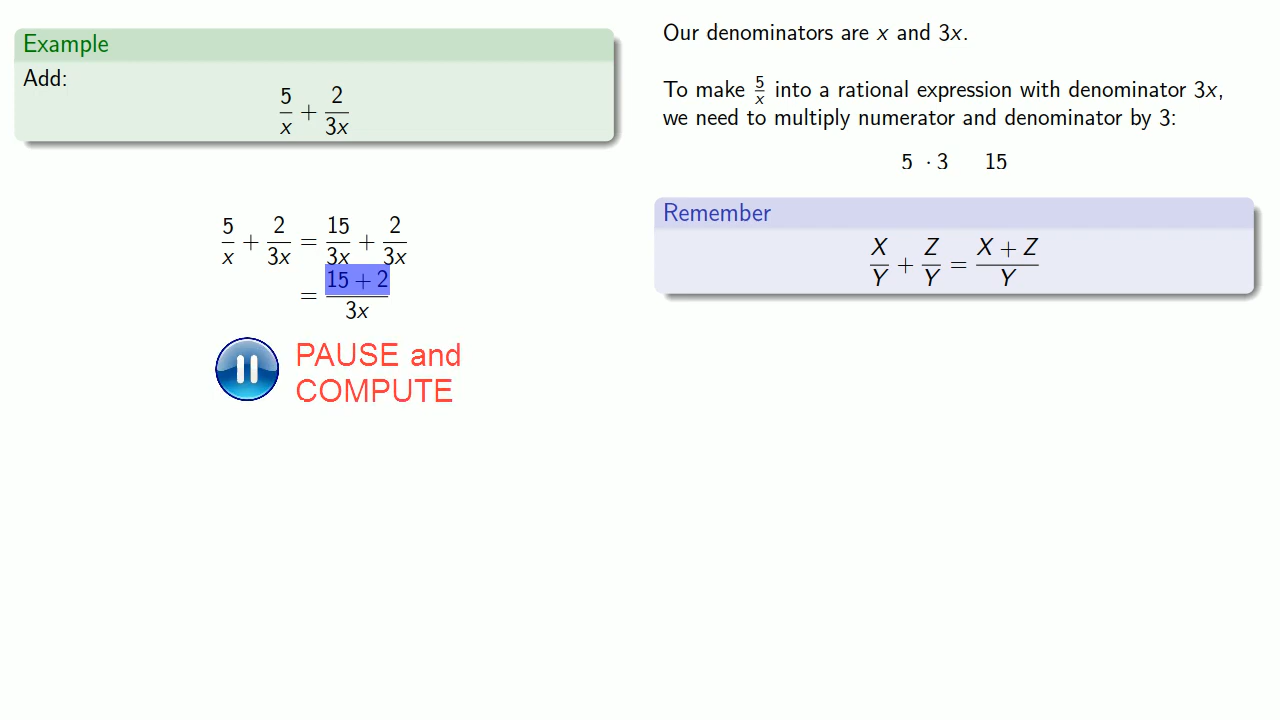 Example
Add:
5/x + 2/3x
5/x + 2/3x = 15/3x + 2/3x
= 15 + 2/3x
PAUSE and
COMPUTE
Our denominators are x and 3x.
To make 5/x into a rational expression with denominator 3x,
we need to multiply numerator and denominator by 3:
5 · 3 15
Remember
X/Y + Z/Y = X + Z/Y